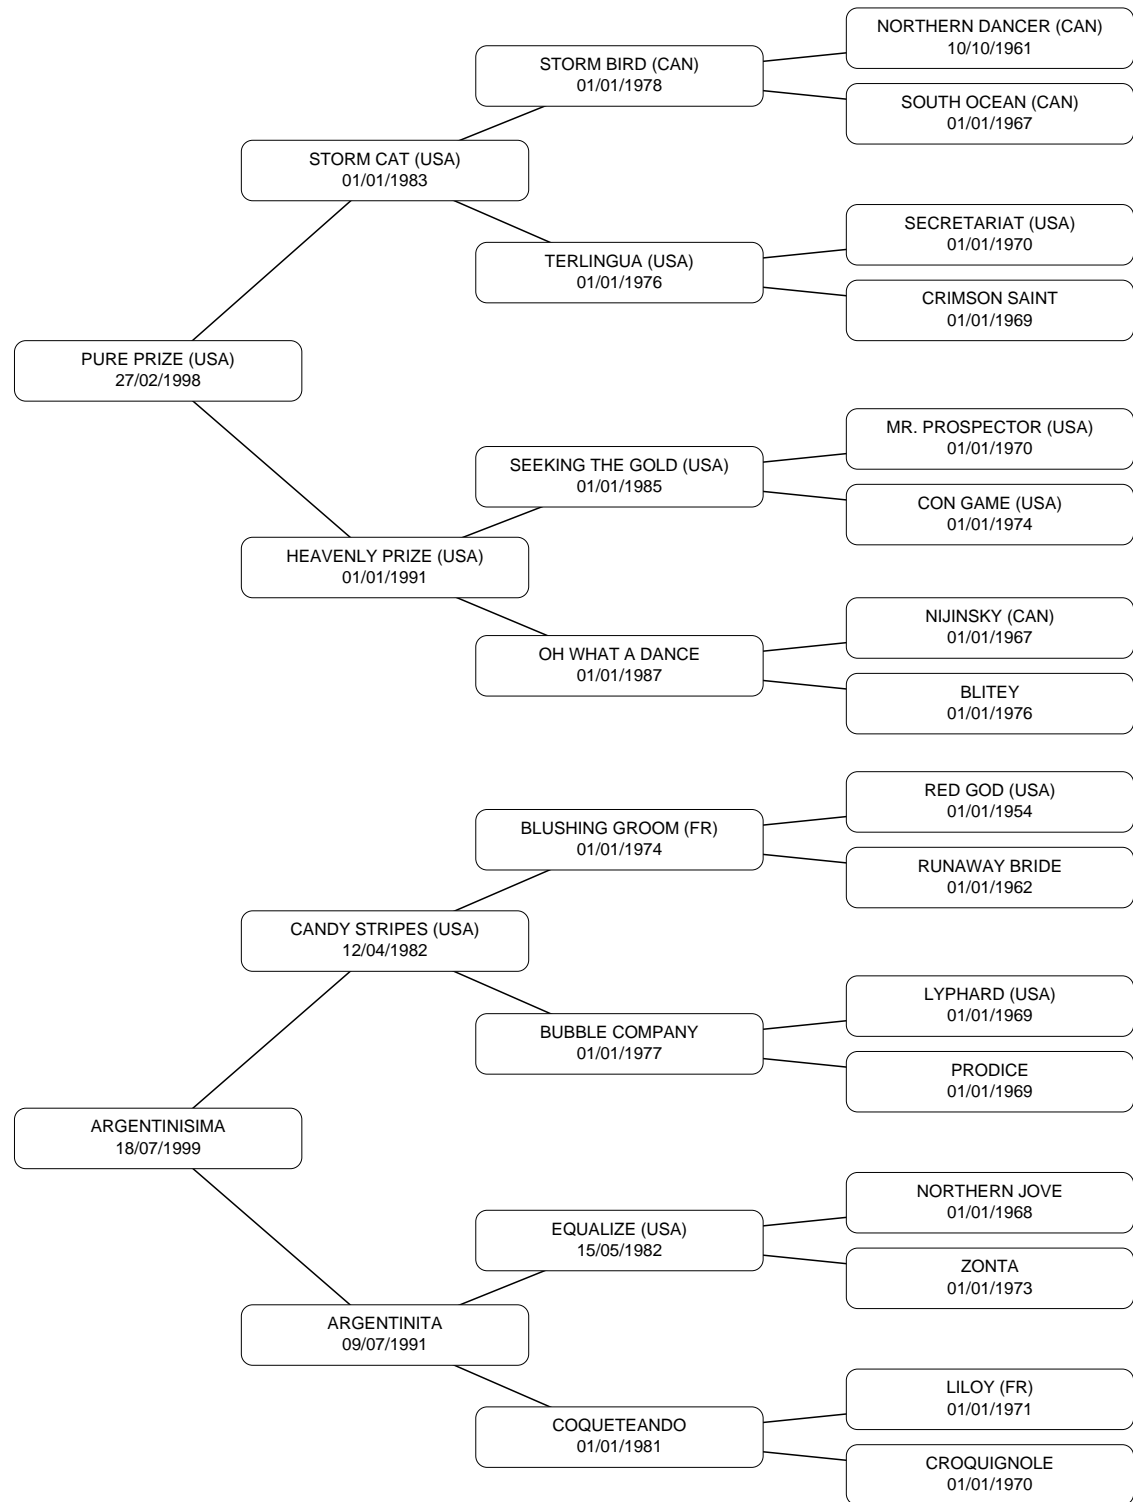 NORTHERN DANCER (CAN)
10/10/1961
STORM BIRD (CAN)
01/01/1978
SOUTH OCEAN (CAN)
01/01/1967
STORM CAT (USA)
01/01/1983
SECRETARIAT (USA)
01/01/1970
TERLINGUA (USA)
01/01/1976
CRIMSON SAINT
01/01/1969
PURE PRIZE (USA)
27/02/1998
MR. PROSPECTOR (USA)
01/01/1970
SEEKING THE GOLD (USA)
01/01/1985
CON GAME (USA)
01/01/1974
HEAVENLY PRIZE (USA)
01/01/1991
NIJINSKY (CAN)
01/01/1967
OH WHAT A DANCE
01/01/1987
BLITEY
01/01/1976
RED GOD (USA)
01/01/1954
BLUSHING GROOM (FR)
01/01/1974
RUNAWAY BRIDE
01/01/1962
CANDY STRIPES (USA)
12/04/1982
LYPHARD (USA)
01/01/1969
BUBBLE COMPANY
01/01/1977
PRODICE
01/01/1969
ARGENTINISIMA
18/07/1999
NORTHERN JOVE
01/01/1968
EQUALIZE (USA)
15/05/1982
ZONTA
01/01/1973
ARGENTINITA
09/07/1991
LILOY (FR)
01/01/1971
COQUETEANDO
01/01/1981
CROQUIGNOLE
01/01/1970